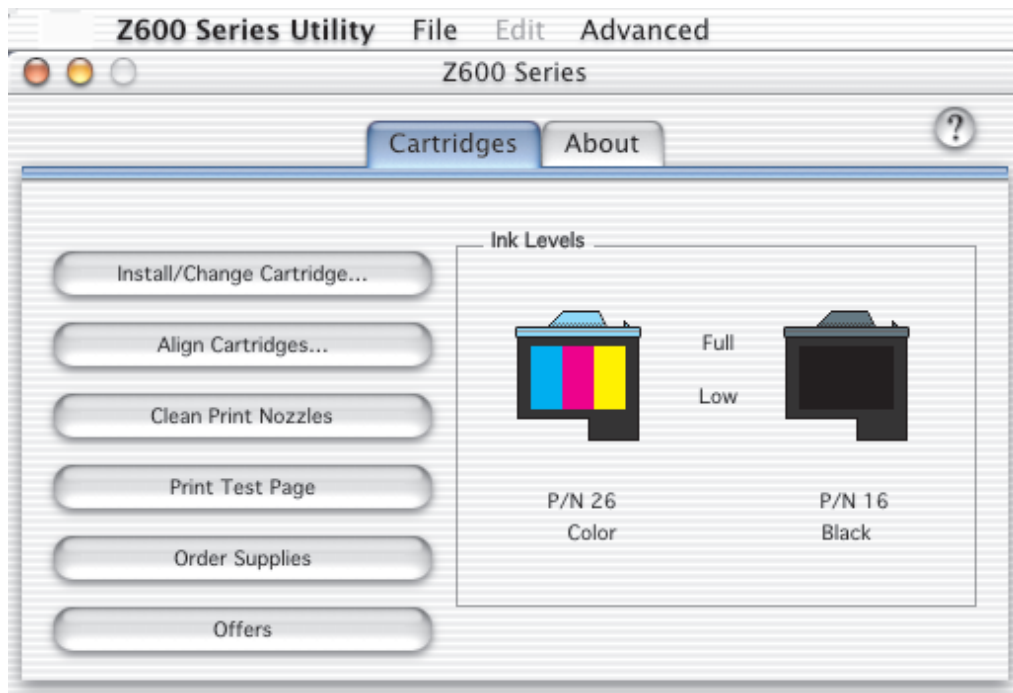 Z600 Series Utility File Edit Advanced
Z600 Series
Cartridges About ?
Ink Levels
Install/Change Cartridge...
Align Cartridges...
Clean Print Nozzles
Print Test Page
Order Supplies
Offers
Full
Low
P/N 26 P/N 16
Color Black